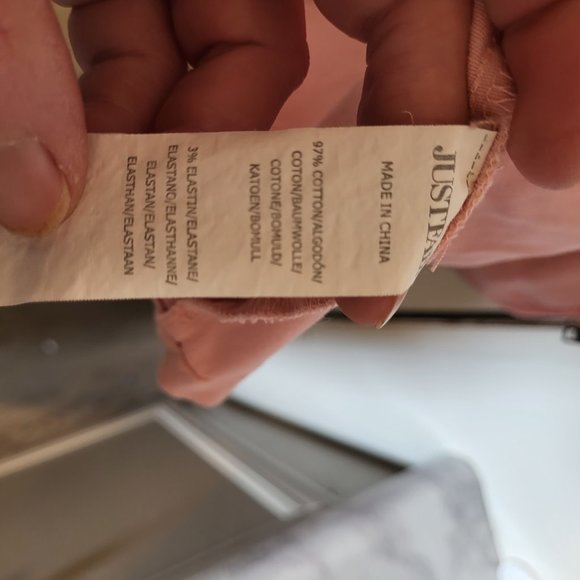 JUSTFA
MADE IN CHINA
97% COTTON/ALGODÓN/
COTON/BAUMWOLLE/
COTONE/BOMULD/
KATOEN/BOMULL
3% ELASTIN/ELASTANE/
ELASTANO/ELASTHANNE/
ELASTAN/ELASTAN/
ELASTHAN/ELASTAAN